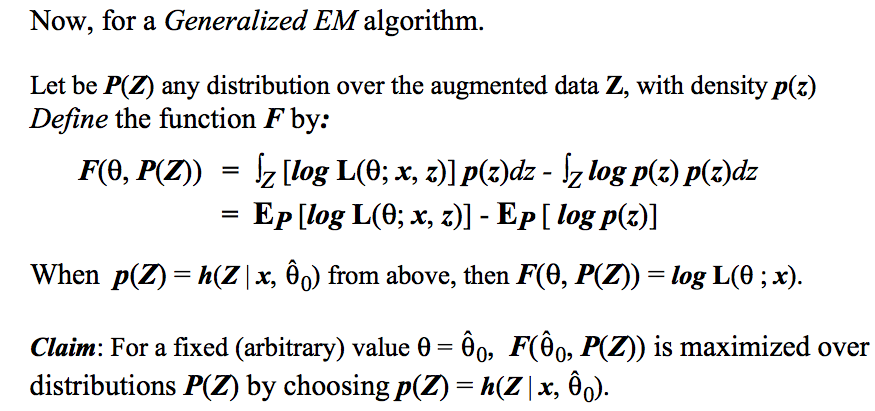 Now, for a Generalized EM algorithm.
Let be P(Z) any distribution over the augmented data Z, with density p(z)
Define the function F by:
F(θ, P(Z)) = ∫Z [log L(θ; x, z)] p(z)dz - ∫Z log p(z) p(z)dz
= EP [log L(θ; x, z)] - EP [ log p(z)]
When p(Z) = h(Z | x, θ̂0) from above, then F(θ, P(Z)) = log L(θ ; x).
Claim: For a fixed (arbitrary) value θ = θ̂0, F(θ̂0, P(Z)) is maximized over
distributions P(Z) by choosing p(Z) = h(Z | x, θ̂0).